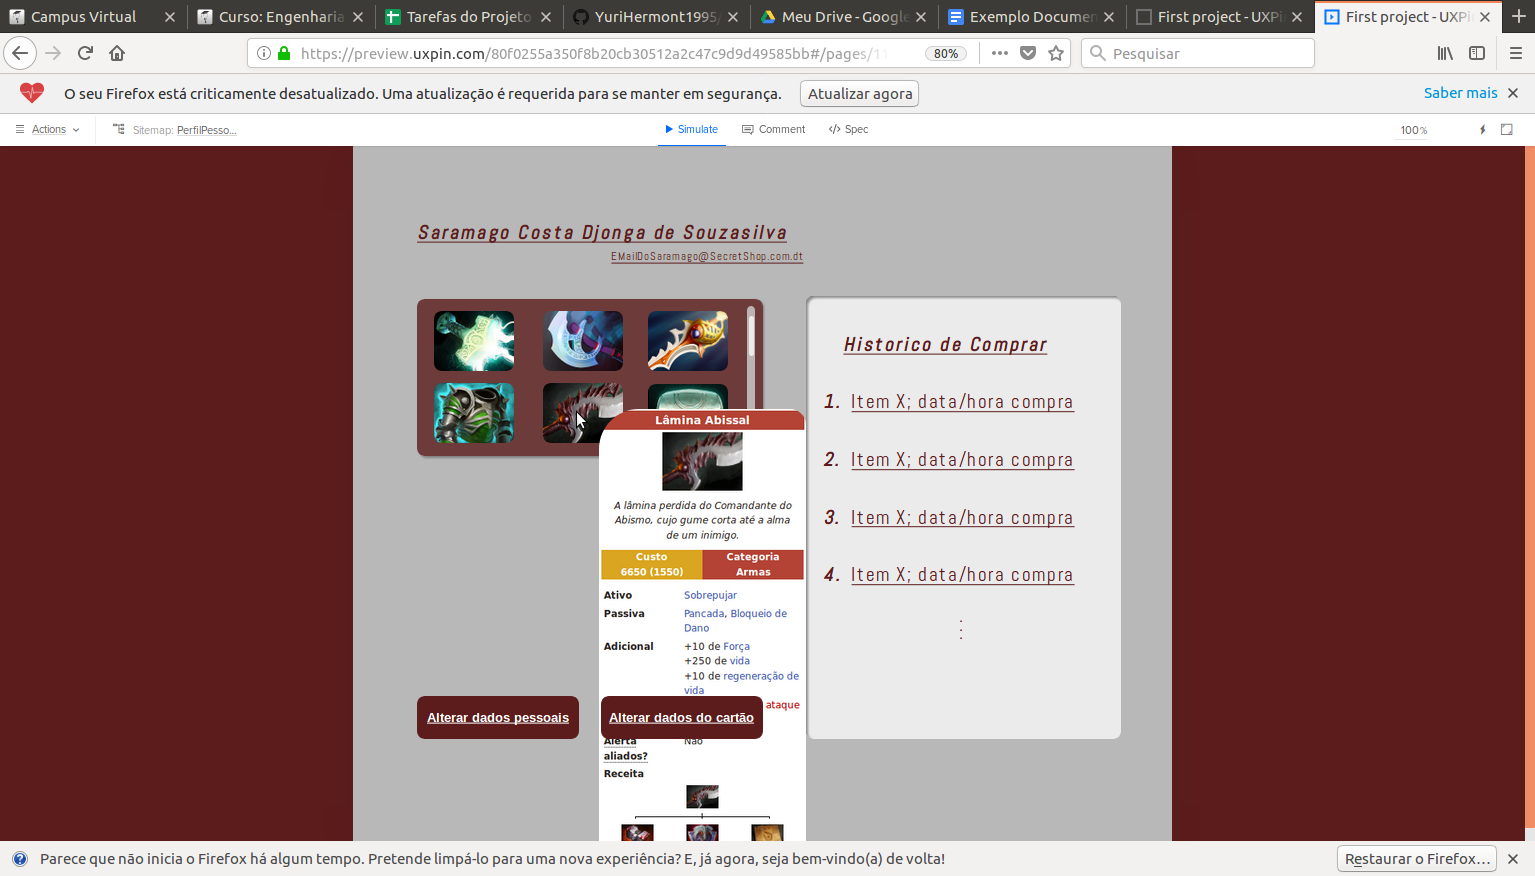 Campus Virtual
Curso: Engenharia
Tarefas do Projeto
YuriHermont1995/
Meu Drive - Google
Exemplo Documen
First project - UXPi
First project - UXPi
https://preview.uxpin.com/80f0255a350f8b20cb30512a2c47c9d9d49585bb#/pages/11
80%
Pesquisar
O seu Firefox está criticamente desatualizado. Uma atualização é requerida para se manter em segurança.
Atualizar agora
Saber mais
Actions
Sitemap: PerfilPesso...
Simulate
Comment
Spec
100%
Saramago Costa Djonga de Souzasilva
EMailDoSaramago@SecretShop.com.dt
Lâmina Abissal
A lâmina perdida do Comandante do
Abismo, cujo gume corta até a alma
de um inimigo.
Custo
6650 (1550)
Categoria
Armas
Ativo Sobrepujar
Passiva Pancada, Bloqueio de
Dano
Adicional +10 de Força
+250 de vida
+10 de regeneração de
vida
ataque
Alerta Não
aliados?
Receita
Alterar dados pessoais
Alterar dados do cartão
Historico de Comprar
1. Item X; data/hora compra
2. Item X; data/hora compra
3. Item X; data/hora compra
4. Item X; data/hora compra
Parece que não inicia o Firefox há algum tempo. Pretende limpá-lo para uma nova experiência? E, já agora, seja bem-vindo(a) de volta!
Restaurar o Firefox…